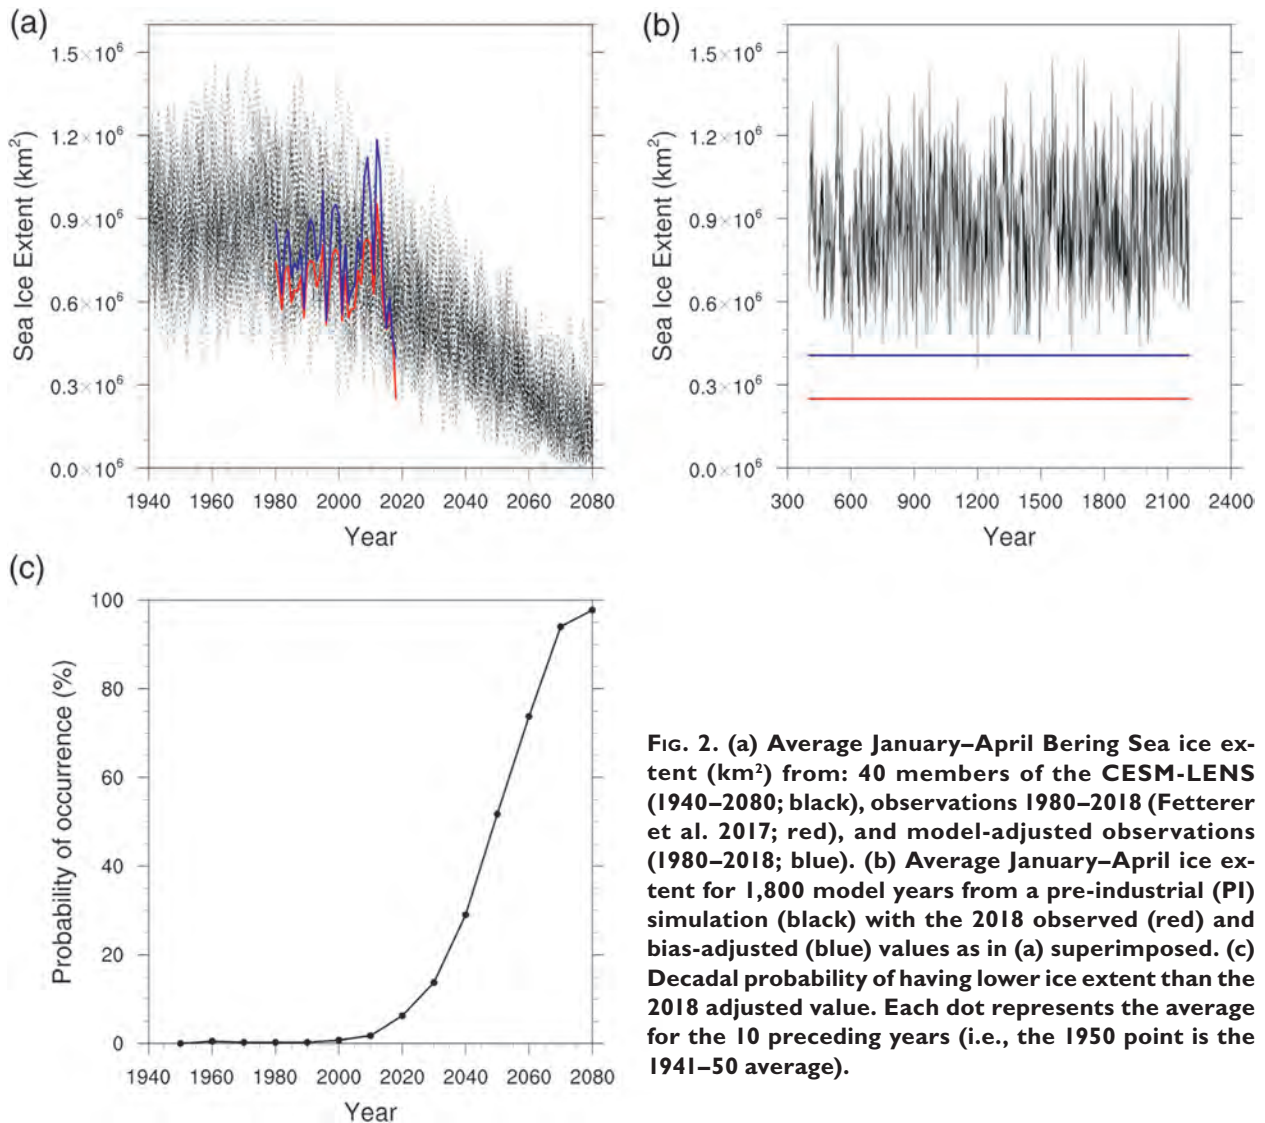 (a)
Sea Ice Extent (km²)
1.5×10⁶
1.2×10⁶
0.9×10⁶
0.6×10⁶
0.3×10⁶
0.0×10⁶
1940 1960 1980 2000 2020 2040 2060 2080
Year
(b)
Sea Ice Extent (km²)
1.5×10⁶
1.2×10⁶
0.9×10⁶
0.6×10⁶
0.3×10⁶
0.0×10⁶
300 600 900 1200 1500 1800 2100 2400
Year
(c)
Probability of occurrence (%)
100
80
60
40
20
0
1940 1960 1980 2000 2020 2040 2060 2080
Year
FIG. 2. (a) Average January–April Bering Sea ice ex-
tent (km²) from: 40 members of the CESM-LENS
(1940–2080; black), observations 1980–2018 (Fetterer
et al. 2017; red), and model-adjusted observations
(1980–2018; blue). (b) Average January–April ice ex-
tent for 1,800 model years from a pre-industrial (PI)
simulation (black) with the 2018 observed (red) and
bias-adjusted (blue) values as in (a) superimposed. (c)
Decadal probability of having lower ice extent than the
2018 adjusted value. Each dot represents the average
for the 10 preceding years (i.e., the 1950 point is the
1941–50 average).